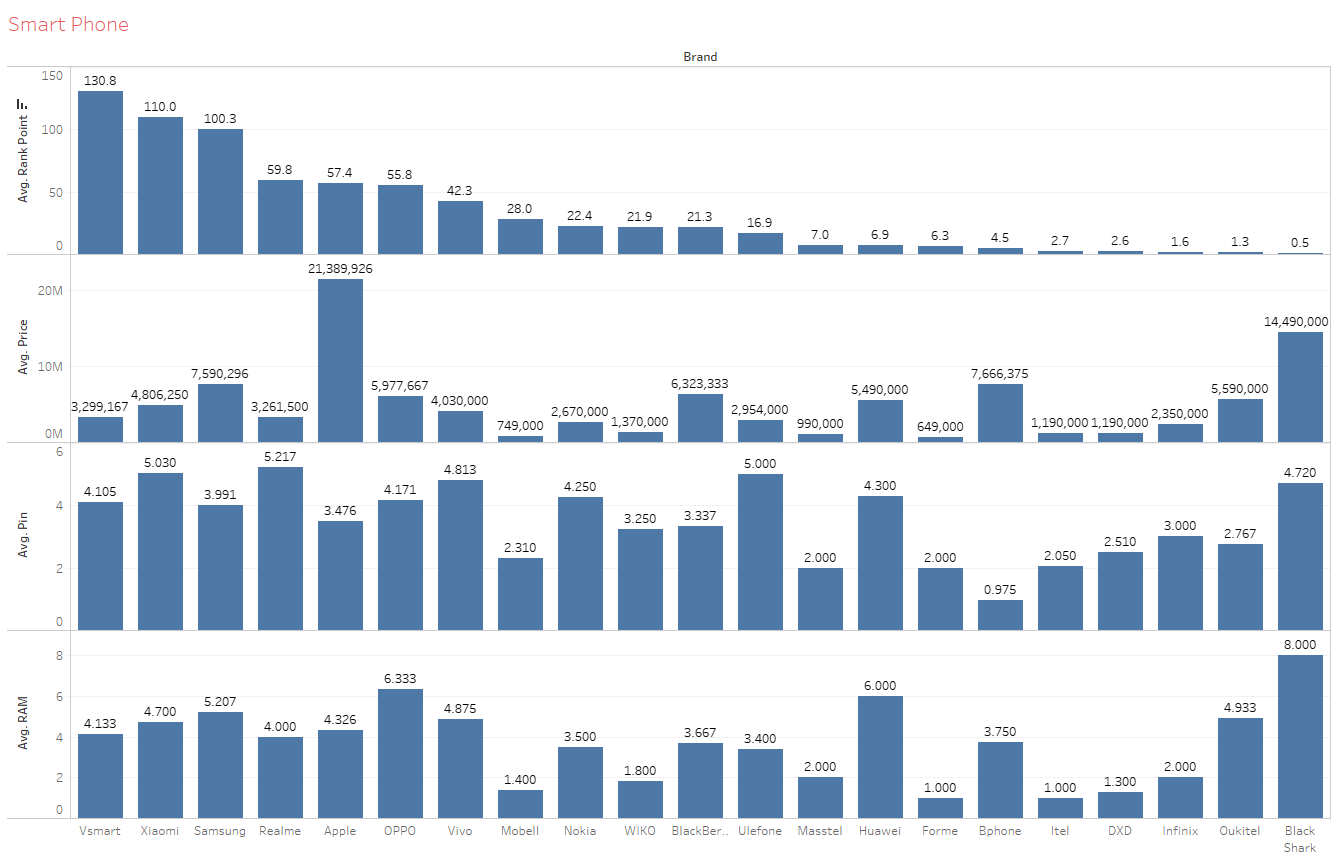 Smart Phone
Brand
Avg. Rank Point
150
100
50
0
130.8 110.0 100.3 59.8 57.4 55.8 42.3 28.0 22.4 21.9 21.3 16.9 7.0 6.9 6.3 4.5 2.7 2.6 1.6 1.3 0.5
Avg. Price
20M
10M
0M
3,299,167 4,806,250 7,590,296 3,261,500 21,389,926 5,977,667 4,030,000 749,000 2,670,000 1,370,000 6,323,333 2,954,000 990,000 5,490,000 649,000 7,666,375 1,190,000 1,190,000 2,350,000 5,590,000 14,490,000
Avg. Pin
6
4
2
0
4.105 5.030 3.991 5.217 3.476 4.171 4.813 2.310 4.250 3.250 3.337 5.000 2.000 4.300 2.000 0.975 2.050 2.510 3.000 2.767 4.720
Avg. RAM
8
6
4
2
0
4.133 4.700 5.207 4.000 4.326 6.333 4.875 1.400 3.500 1.800 3.667 3.400 2.000 6.000 1.000 3.750 1.000 1.300 2.000 4.933 8.000
Vsmart Xiaomi Samsung Realme Apple OPPO Vivo Mobell Nokia WIKO BlackBer.. Ulefone Masstel Huawei Forme Bphone Itel DXD Infinix Oukitel Black
Shark